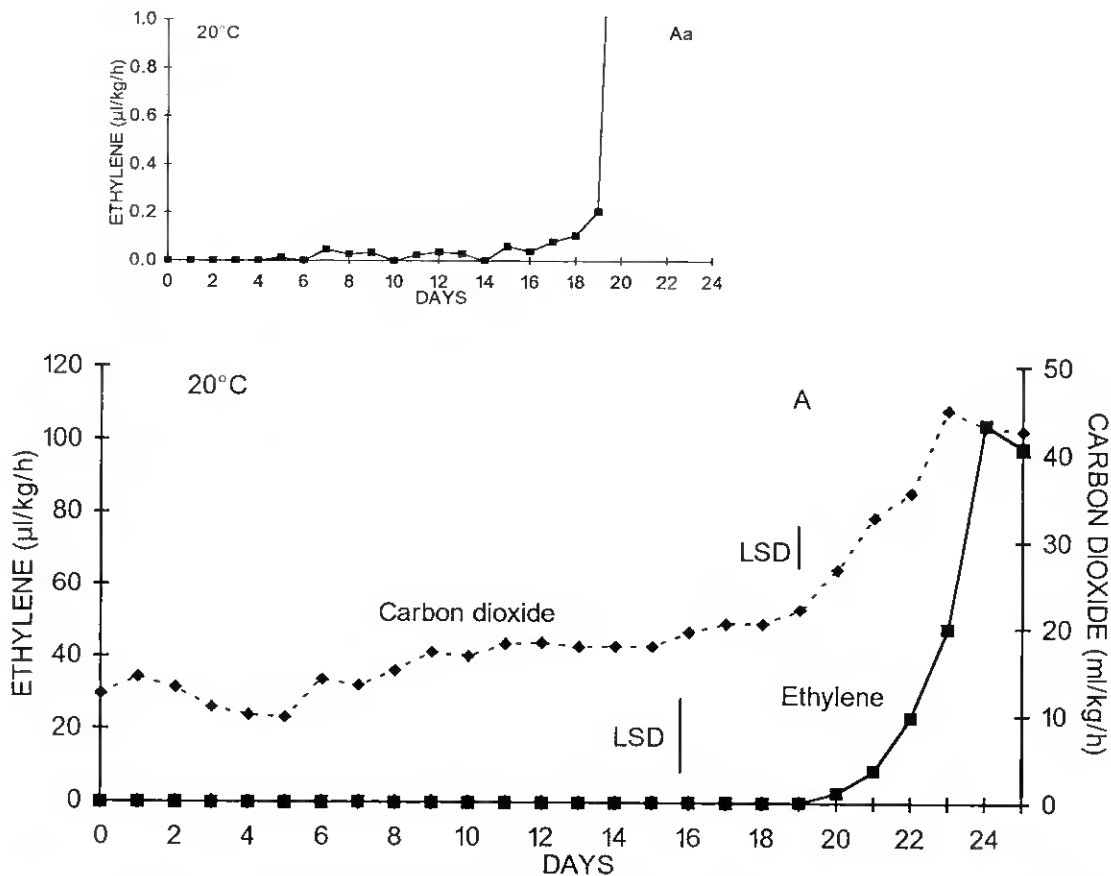 1.0
0.8
0.6
0.4
0.2
0.0
ETHYLENE (µl/kg/h)
20°C
Aa
0 2 4 6 8 10 12 14 16 18 20 22 24
DAYS
120
100
80
60
40
20
0
ETHYLENE (µl/kg/h)
20°C
A
LSD
Carbon dioxide
Ethylene
LSD
50
40
30
20
10
0
CARBON DIOXIDE (ml/kg/h)
0 2 4 6 8 10 12 14 16 18 20 22 24
DAYS